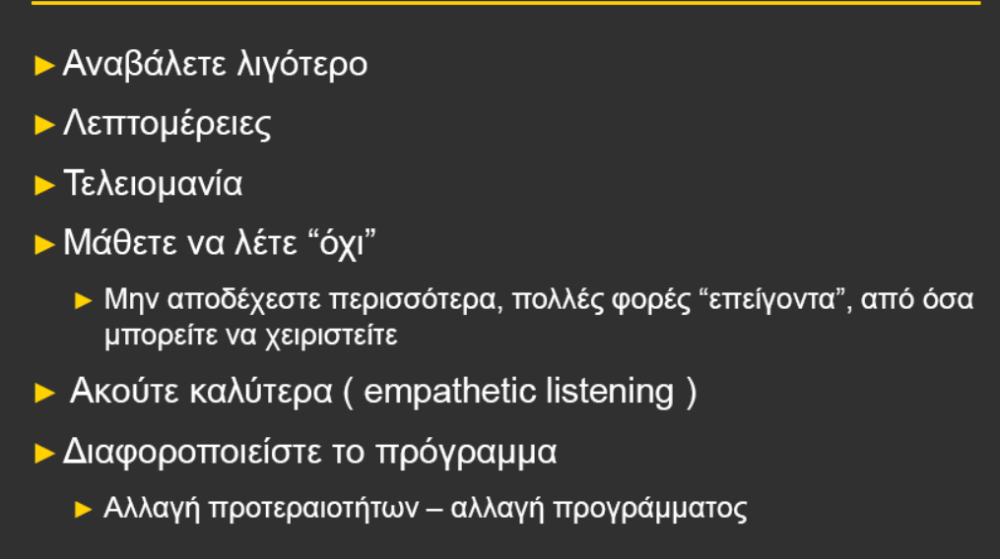 ► Αναβάλετε λιγότερο
► Λεπτομέρειες
► Τελειομανία
► Μάθετε να λέτε “όχι”
► Μην αποδέχεστε περισσότερα, πολλές φορές “επείγοντα”, από όσα
μπορείτε να χειριστείτε
► Ακούτε καλύτερα ( empathetic listening )
► Διαφοροποιείστε το πρόγραμμα
► Αλλαγή προτεραιοτήτων – αλλαγή προγράμματος